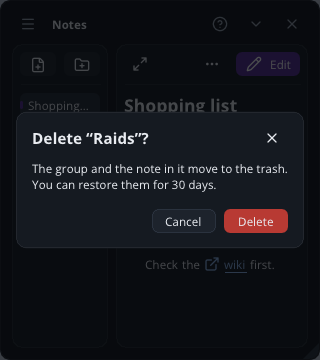 Notes
Edit
Shopping...
Shopping list
Delete “Raids”?
The group and the note in it move to the trash.
You can restore them for 30 days.
Cancel
Delete
Check the wiki first.